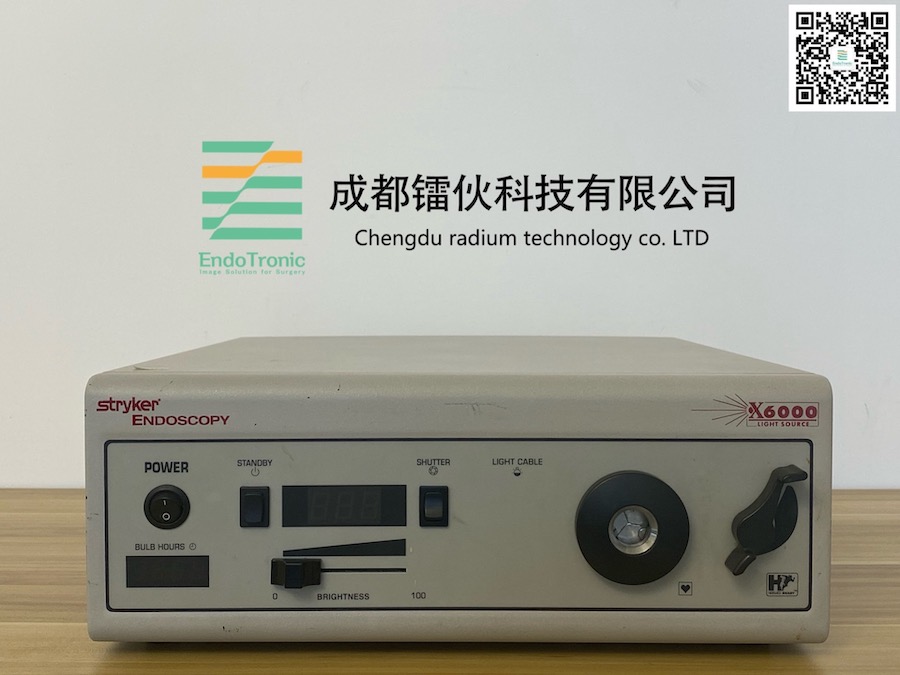 EndoTronic
成都镭伙科技有限公司
Chengdu radium technology co. LTD
EndoTronic
Image Solution for Surgery
stryker
ENDOSCOPY
X6000
LIGHT SOURCE
POWER
STANDBY
SHUTTER
LIGHT CABLE
BULB HOURS
0 BRIGHTNESS 100